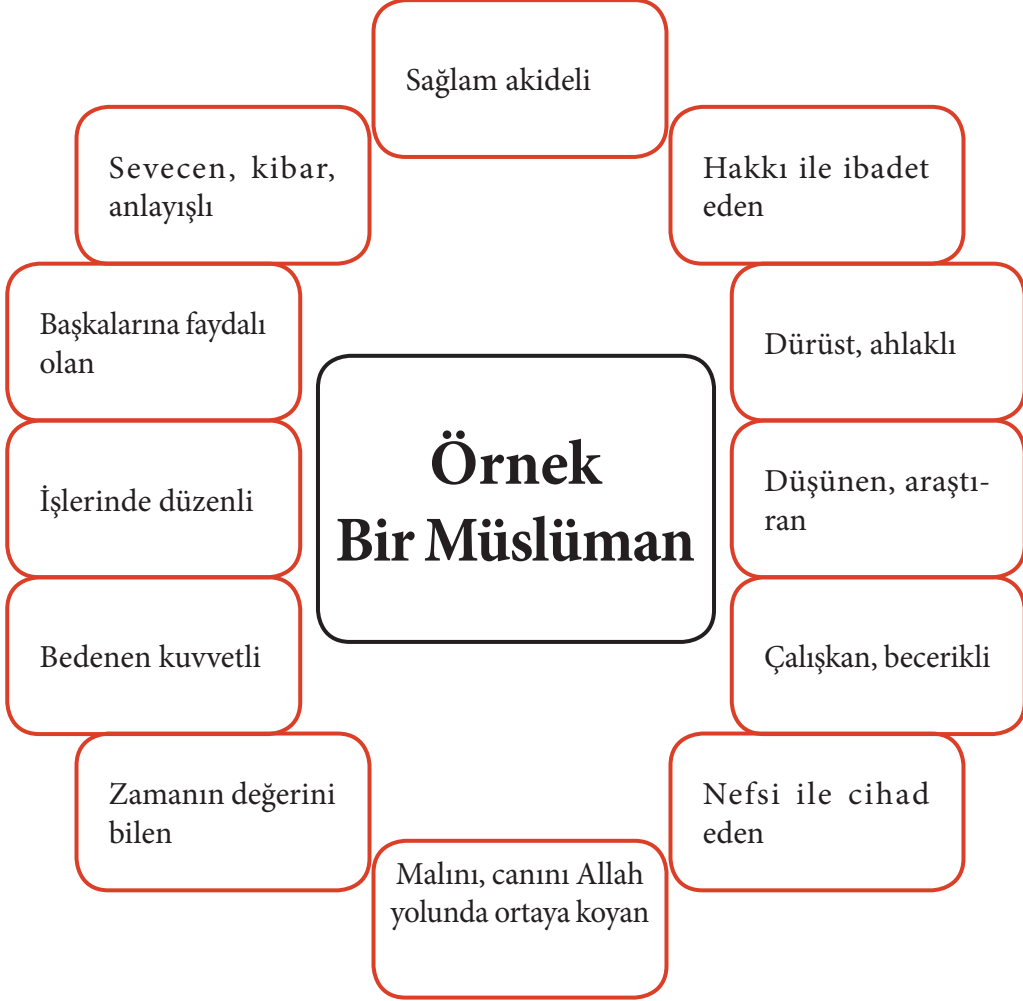 Sağlam akideli
Hakkı ile ibadet
eden
Dürüst, ahlaklı
Düşünen, araştı-
ran
Çalışkan, becerikli
Nefsi ile cihad
eden
Malını, canını Allah
yolunda ortaya koyan
Zamanın değerini
bilen
Bedenen kuvvetli
İşlerinde düzenli
Başkalarına faydalı
olan
Sevecen, kibar,
anlayışlı
Örnek
Bir Müslüman